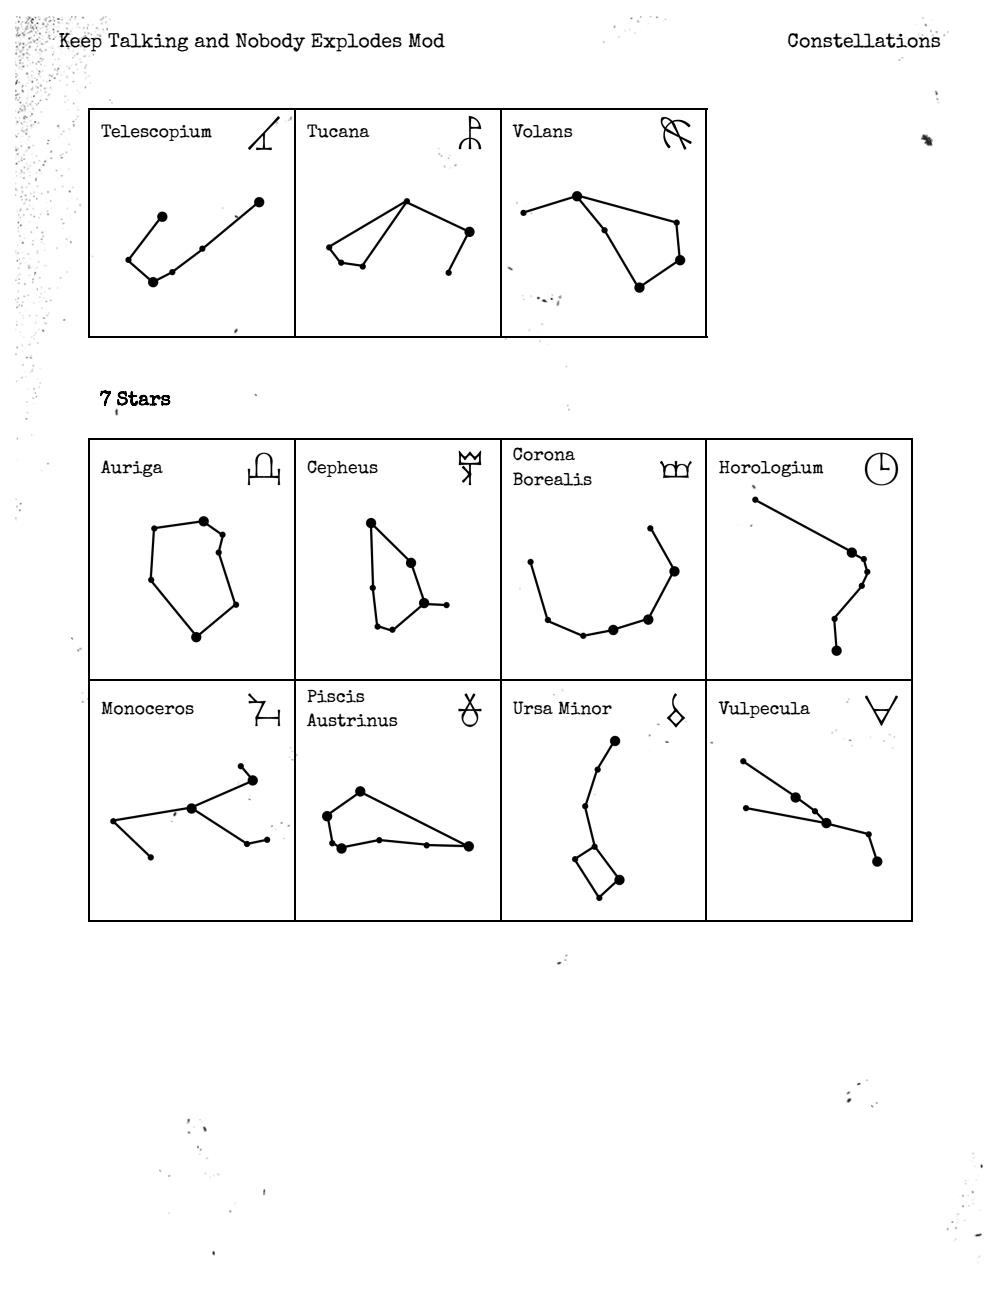 Keep Talking and Nobody Explodes Mod
Constellations
Telescopium
Tucana
Volans
7 Stars
Auriga
Cepheus
Corona
Borealis
Horologium
Monoceros
Piscis
Austrinus
Ursa Minor
Vulpecula